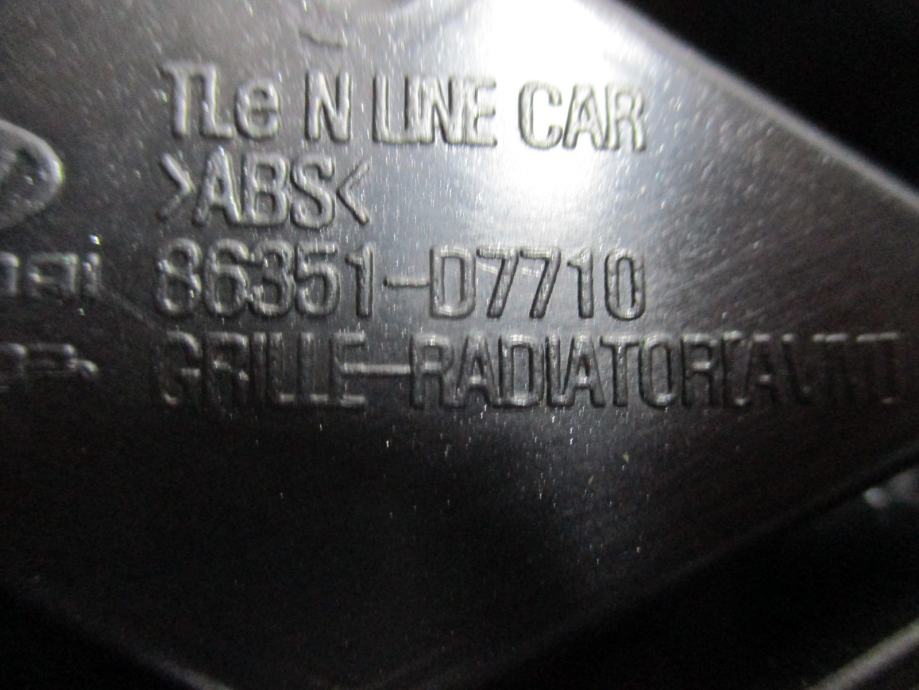 TLe N LINE CAR
>ABS<
86351-D7710
GRILLE-RADIATOR